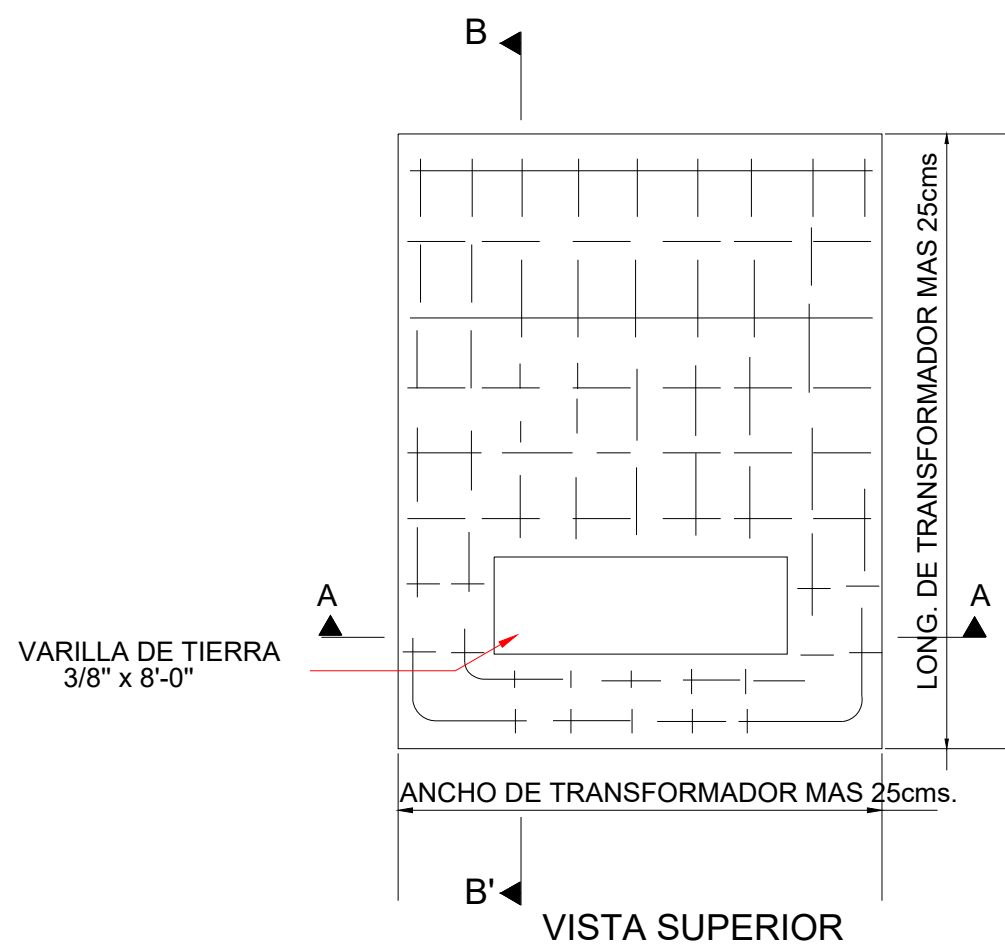 B
LONG. DE TRANSFORMADOR MAS 25cms
A
A
VARILLA DE TIERRA
3/8" x 8'-0"
ANCHO DE TRANSFORMADOR MAS 25cms.
B'
VISTA SUPERIOR